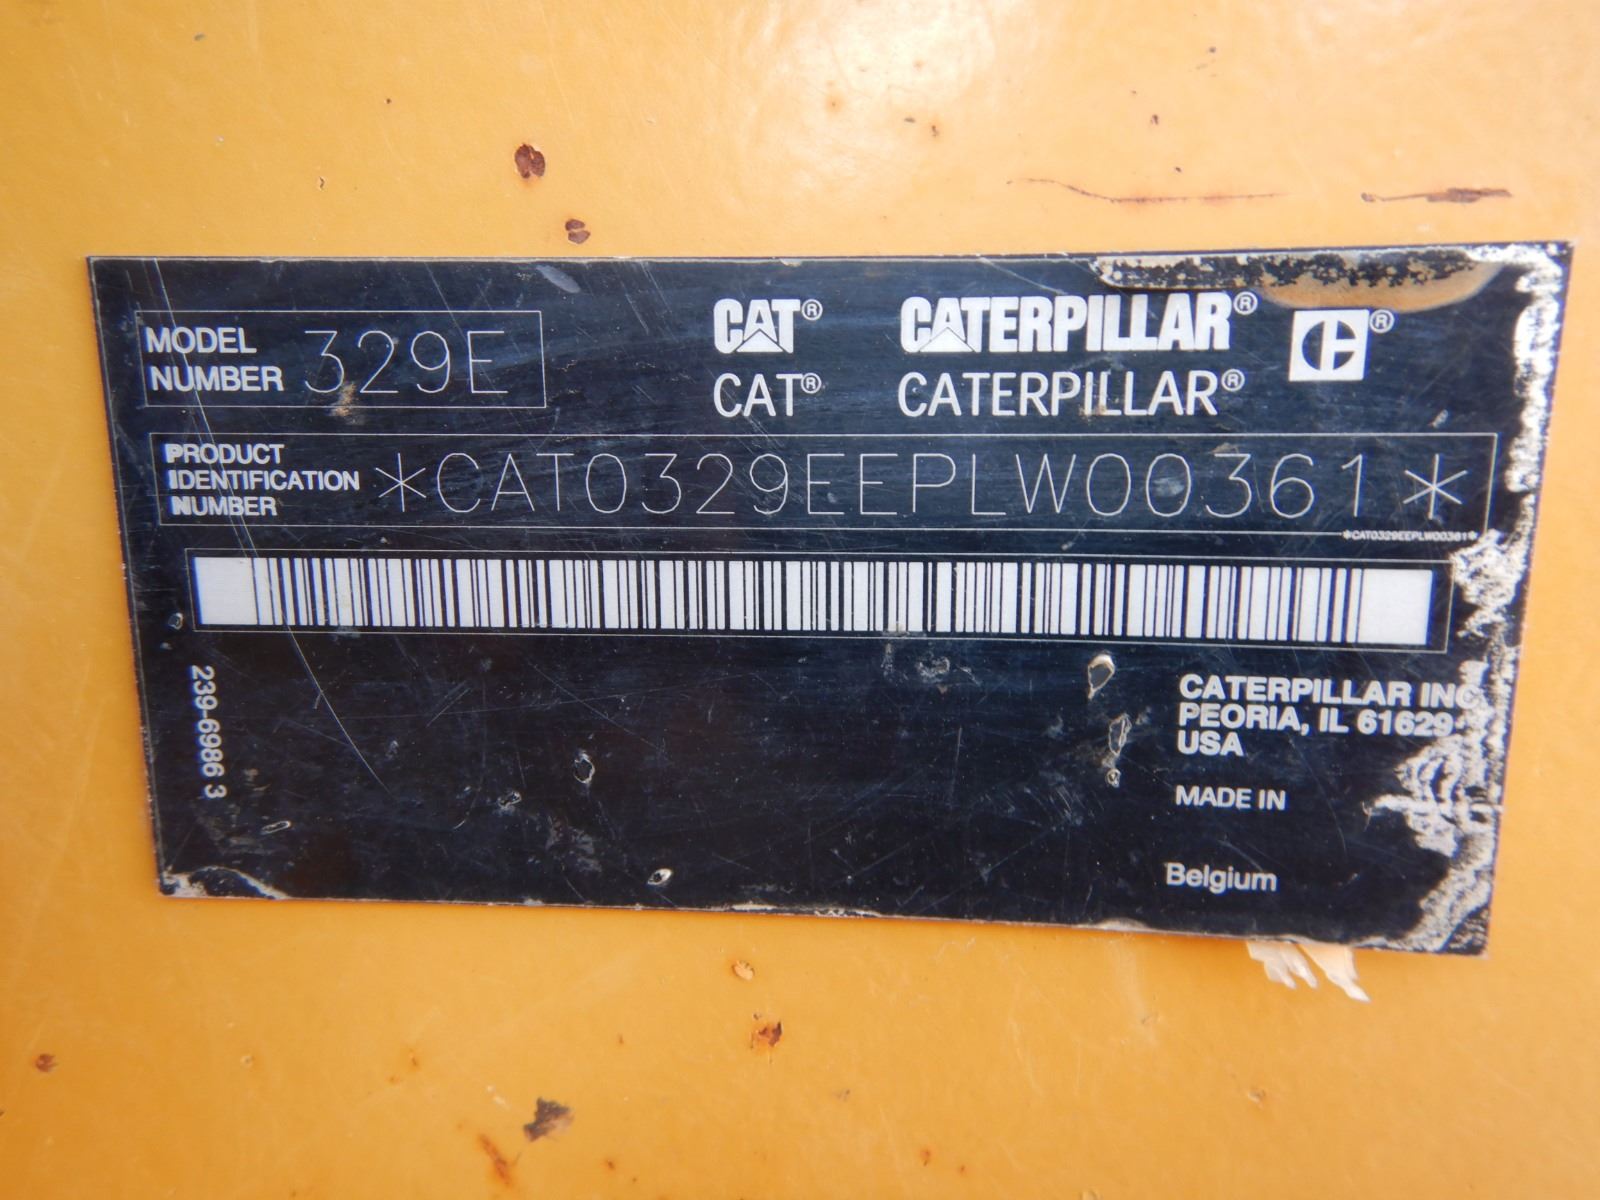 MODEL NUMBER 329E
CAT® CATERPILLAR® ®
CAT® CATERPILLAR®
PRODUCT IDENTIFICATION NUMBER *CAT0329EEPLW00361*
*CAT0329EEPLW00361*
239-6986 3
CATERPILLAR INC
PEORIA, IL 61629
USA
MADE IN
Belgium